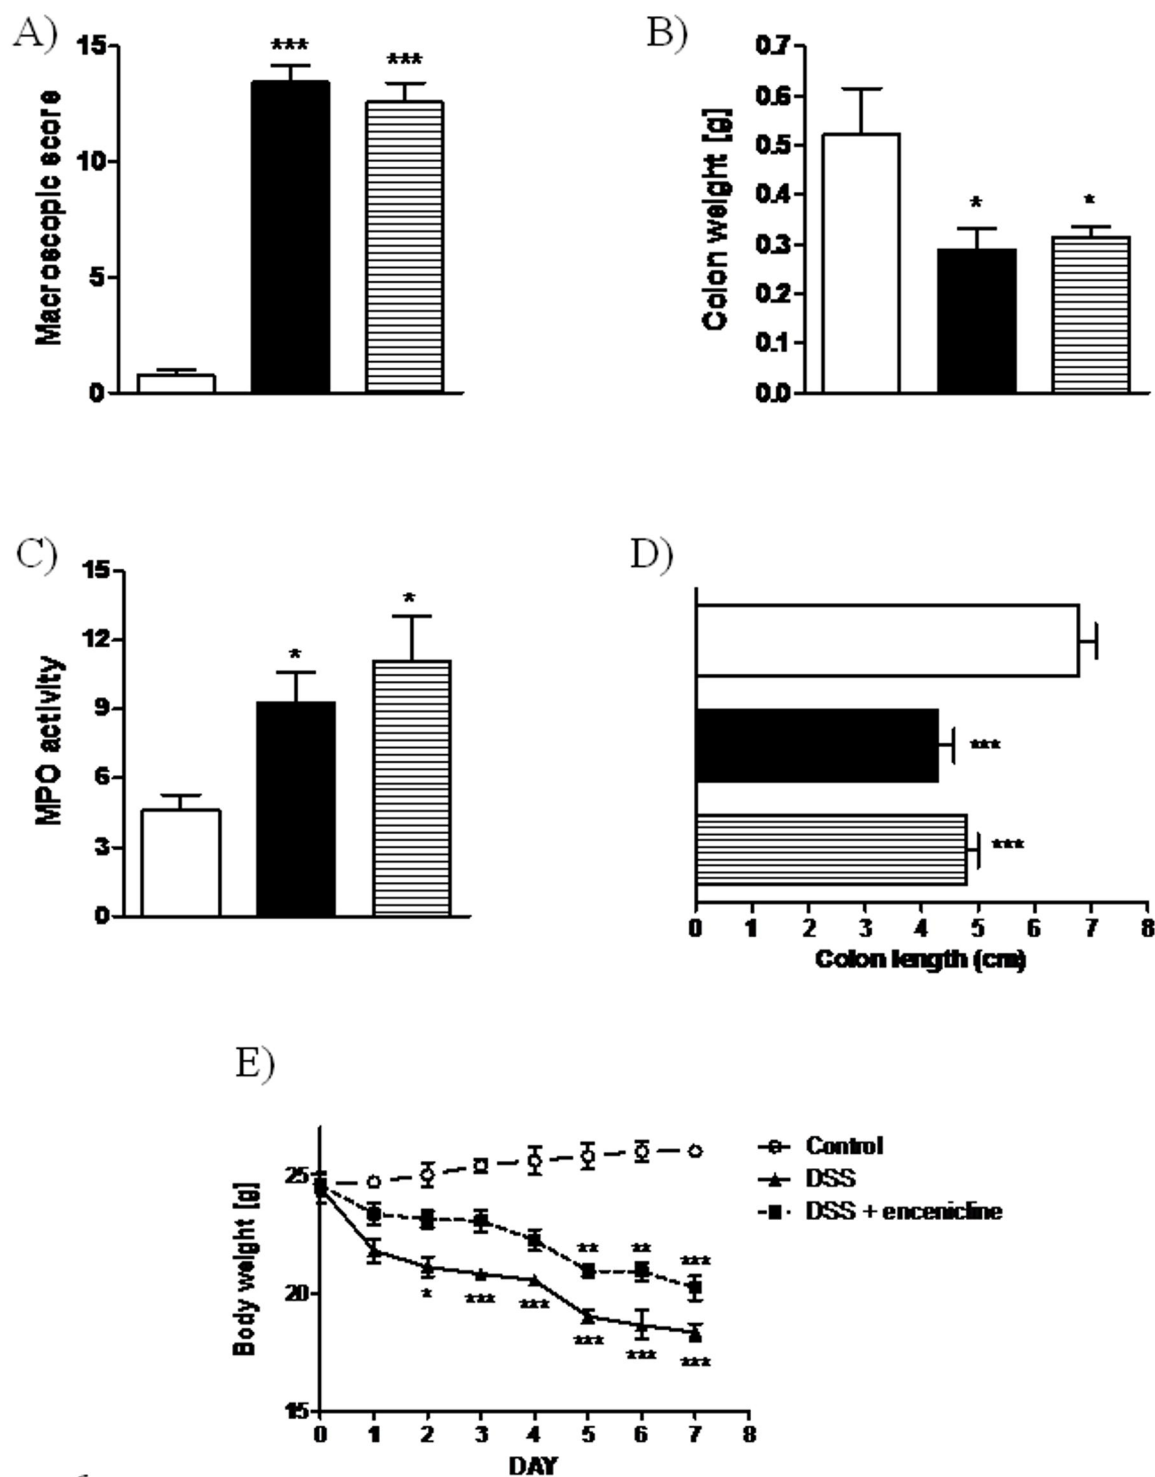 A)
Macroscopic score
15
10
5
0
***
***
B)
Colon weight [g]
0.7
0.6
0.5
0.4
0.3
0.2
0.1
0.0
*
*
C)
MPO activity
15
12
9
6
3
0
*
*
D)
***
***
0 1 2 3 4 5 6 7 8
Colon length (cm)
E)
Body weight [g]
25
20
15
Control
DSS
DSS + encenicline
** ** ***
* *** *** *** *** ***
0 1 2 3 4 5 6 7 8
DAY